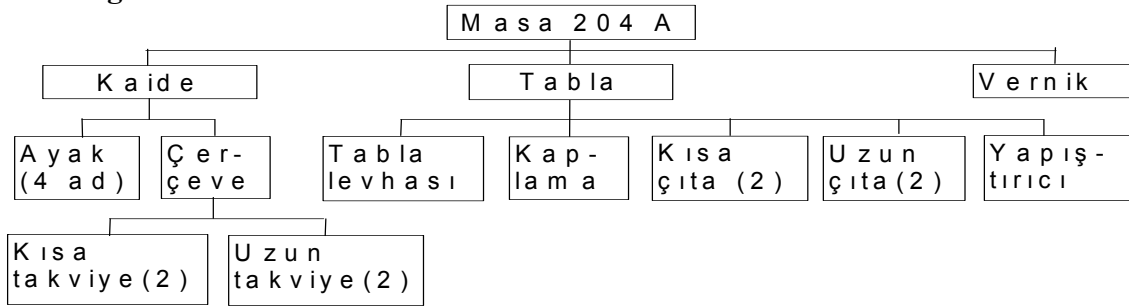 Masa 204 A
Kaide
Tabla
Vernik
Ayak
(4 ad)
Çer-
çeve
Tabla
levhası
Kap-
lama
Kısa
çıta (2)
Uzun
çıta(2)
Yapış-
tırıcı
Kısa
takviye(2)
Uzun
takviye(2)